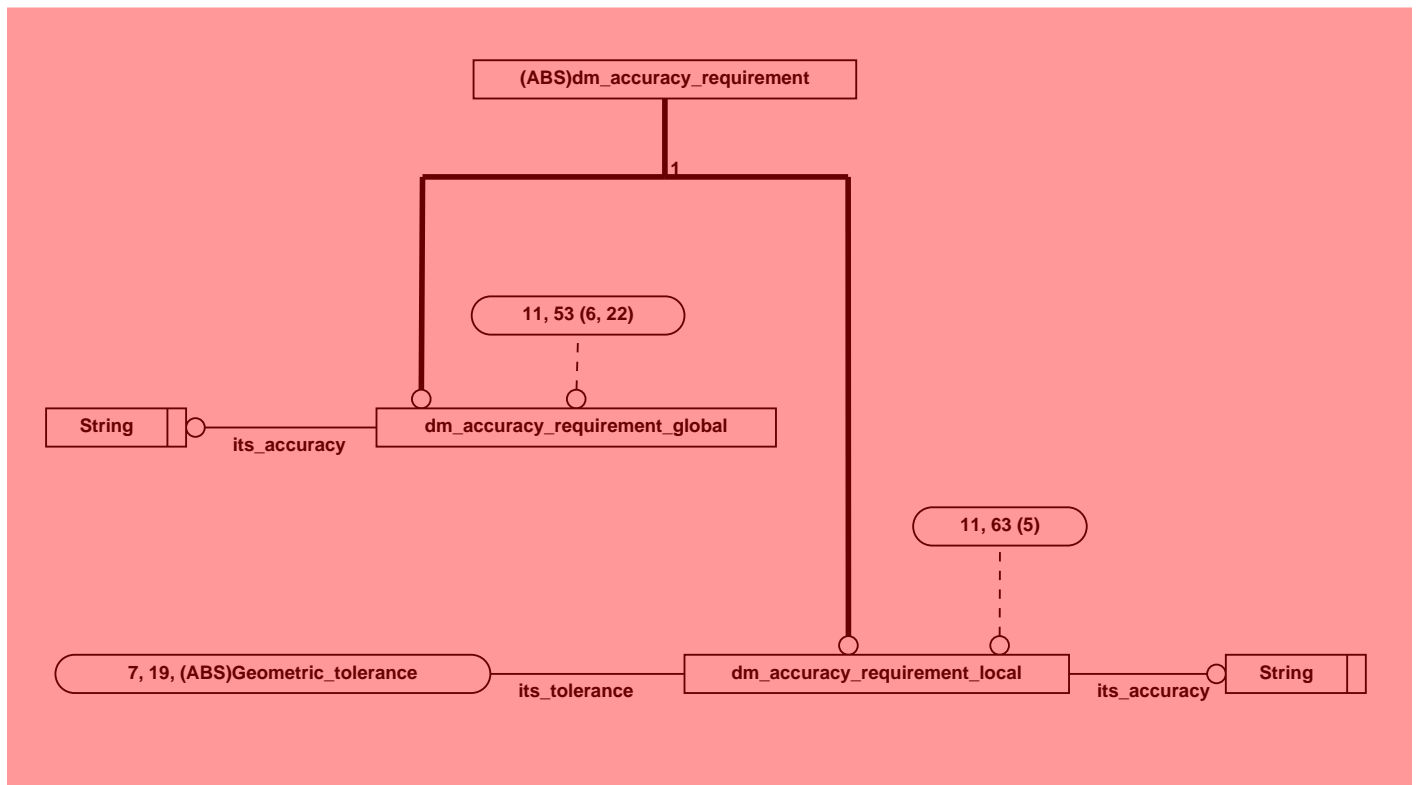 (ABS)dm_accuracy_requirement
1
11, 53 (6, 22)
String
dm_accuracy_requirement_global
its_accuracy
11, 63 (5)
7, 19, (ABS)Geometric_tolerance
dm_accuracy_requirement_local
String
its_tolerance
its_accuracy